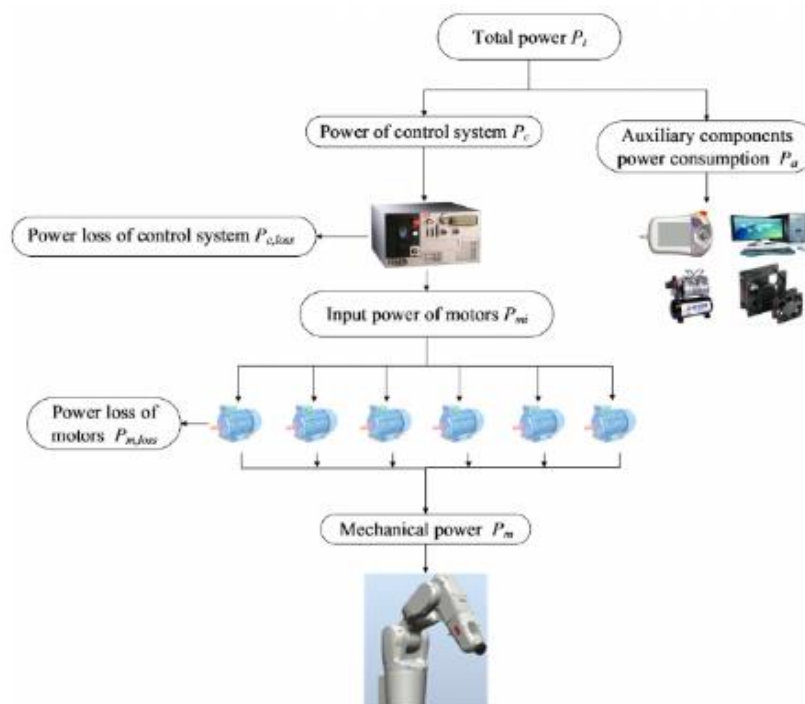 Total power P_t
Power of control system P_c
Auxiliary components
power consumption P_a
Power loss of control system P_c,loss
Input power of motors P_mi
Power loss of
motors P_m,loss
Mechanical power P_m